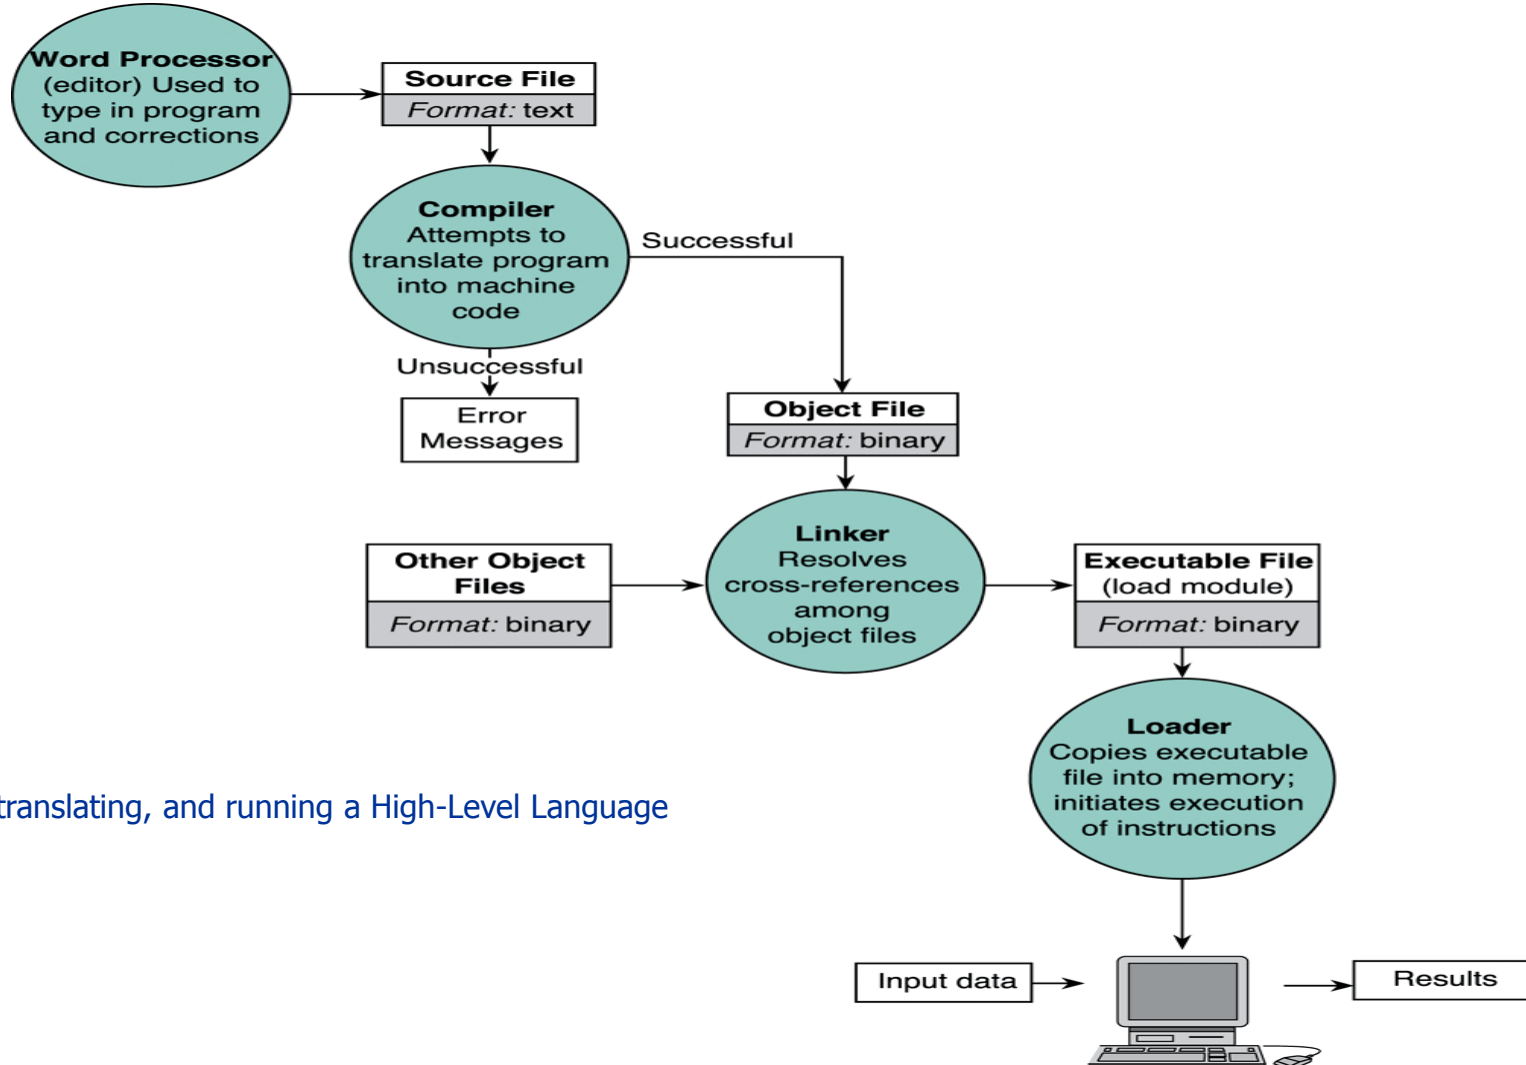 Word Processor
(editor) Used to
type in program
and corrections
Source File
Format: text
Compiler
Attempts to
translate program
into machine
code
Successful
Unsuccessful
Error
Messages
Object File
Format: binary
Other Object
Files
Format: binary
Linker
Resolves
cross-references
among
object files
Executable File
(load module)
Format: binary
Loader
Copies executable
file into memory;
initiates execution
of instructions
translating, and running a High-Level Language
Input data
Results